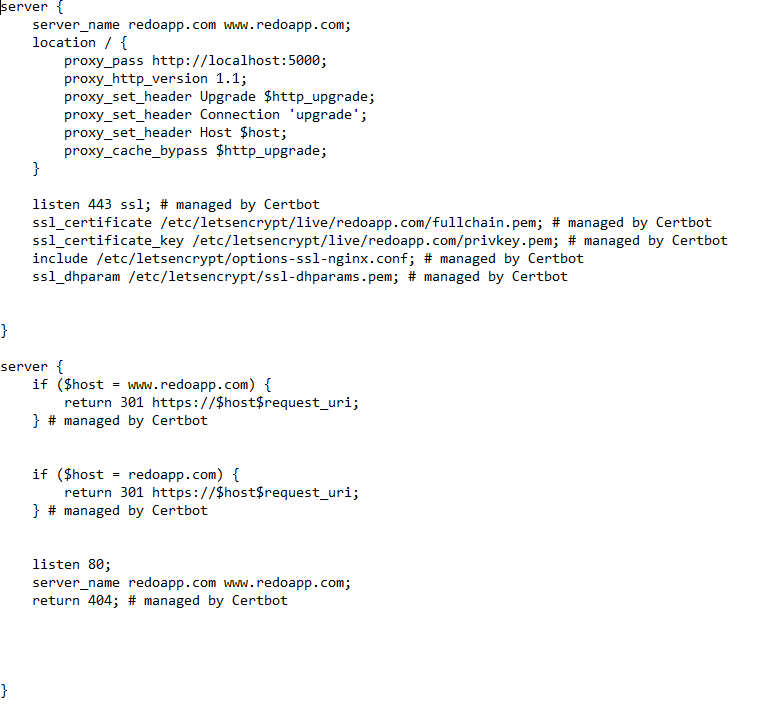 server {
    server_name redoapp.com www.redoapp.com;
    location / {
        proxy_pass http://localhost:5000;
        proxy_http_version 1.1;
        proxy_set_header Upgrade $http_upgrade;
        proxy_set_header Connection 'upgrade';
        proxy_set_header Host $host;
        proxy_cache_bypass $http_upgrade;
    }
    listen 443 ssl; # managed by Certbot
    ssl_certificate /etc/letsencrypt/live/redoapp.com/fullchain.pem; # managed by Certbot
    ssl_certificate_key /etc/letsencrypt/live/redoapp.com/privkey.pem; # managed by Certbot
    include /etc/letsencrypt/options-ssl-nginx.conf; # managed by Certbot
    ssl_dhparam /etc/letsencrypt/ssl-dhparams.pem; # managed by Certbot
}
server {
    if ($host = www.redoapp.com) {
        return 301 https://$host$request_uri;
    } # managed by Certbot
    if ($host = redoapp.com) {
        return 301 https://$host$request_uri;
    } # managed by Certbot
    listen 80;
    server_name redoapp.com www.redoapp.com;
    return 404; # managed by Certbot
}